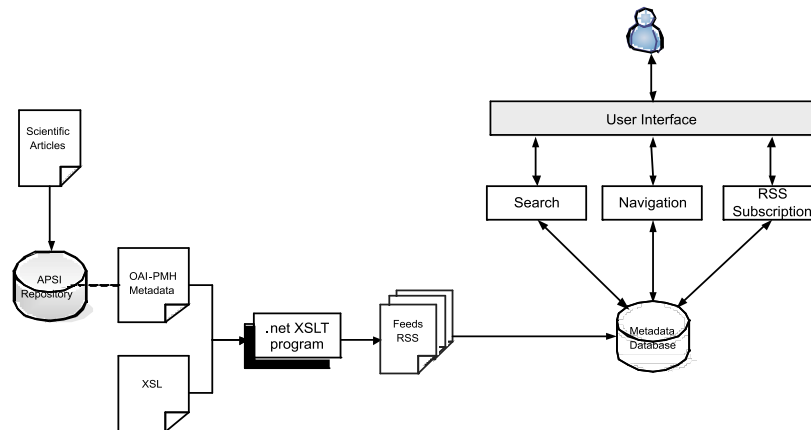 User Interface
Scientific
Articles
Search
Navigation
RSS
Subscription
APSI
Repository
OAI-PMH
Metadata
.net XSLT
program
Feeds
RSS
Metadata
Database
XSL